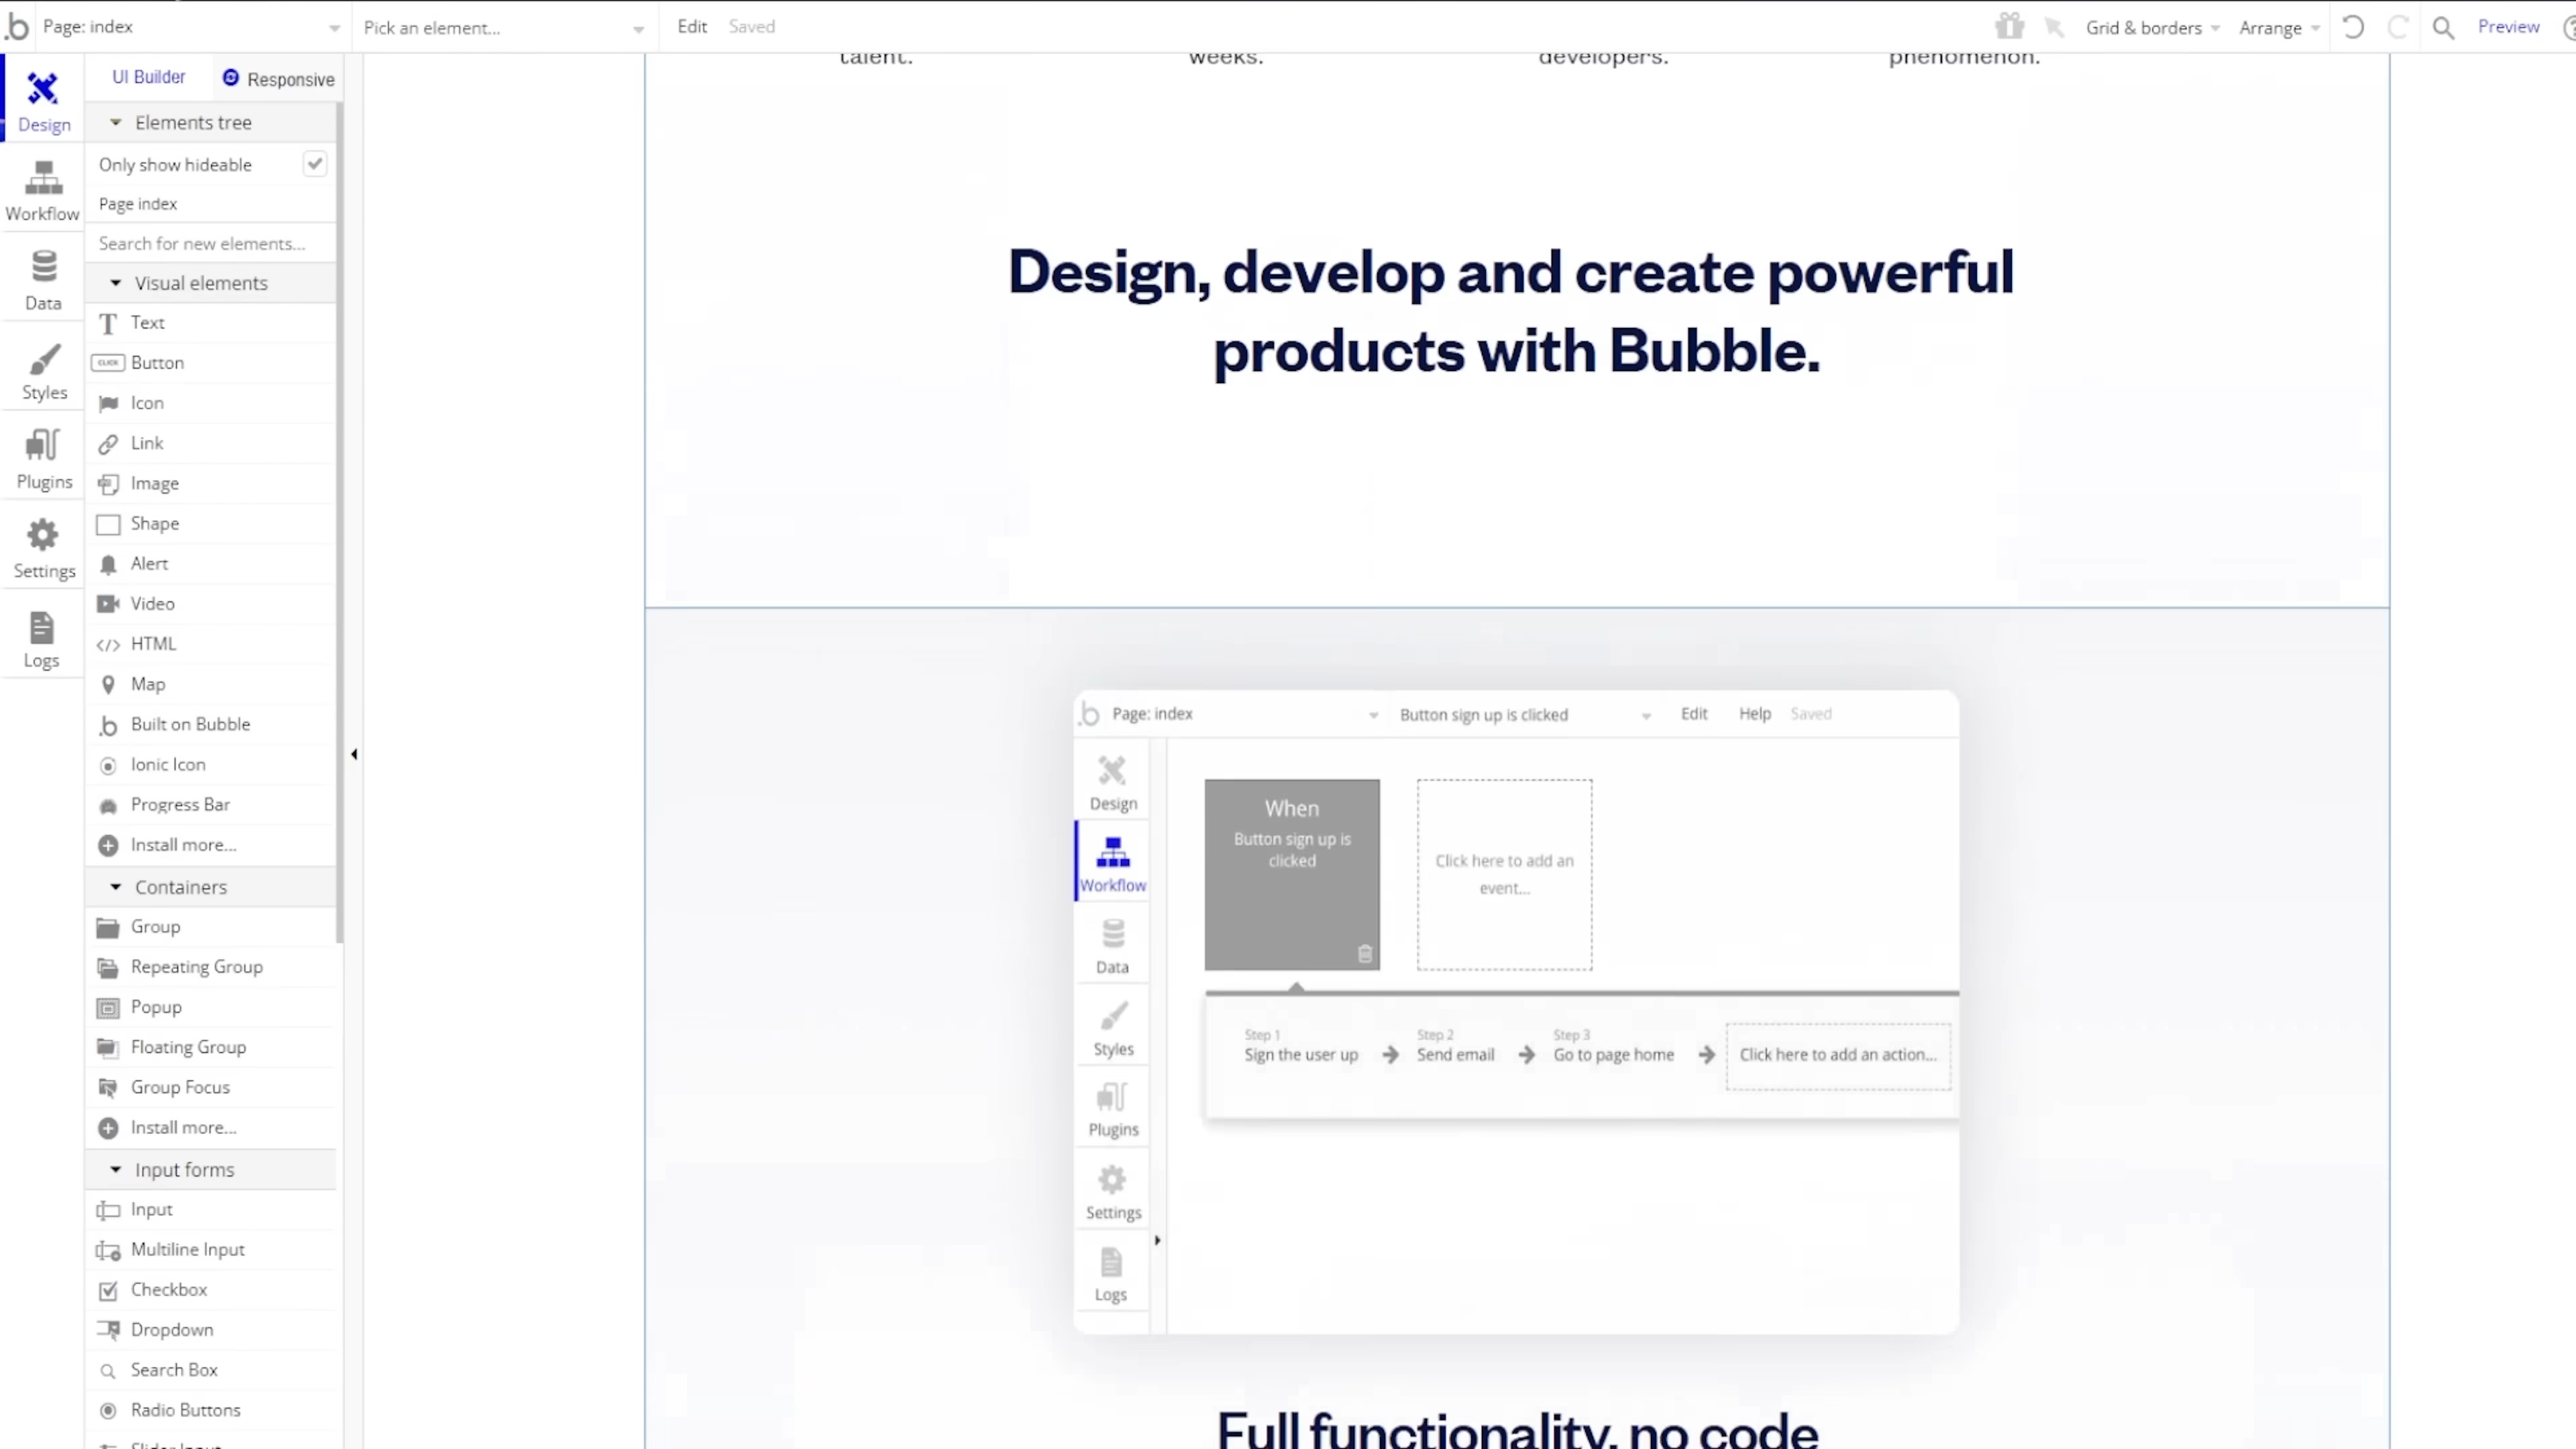 .b Page: index
Pick an element...
Edit
Saved
Grid & borders
Arrange
Preview
Design
Workflow
Data
Styles
Plugins
Settings
Logs
UI Builder
Responsive
Elements tree
Only show hideable
Page index
Search for new elements...
Visual elements
Text
CLICK Button
Icon
Link
Image
Shape
Alert
Video
</> HTML
Map
Built on Bubble
Ionic Icon
Progress Bar
Install more...
Containers
Group
Repeating Group
Popup
Floating Group
Group Focus
Install more...
Input forms
Input
Multiline Input
Checkbox
Dropdown
Search Box
Radio Buttons
talent.
weeks.
developers.
phenomenon.
Design, develop and create powerful
products with Bubble.
.b Page: index
Button sign up is clicked
Edit
Help
Saved
Design
Workflow
Data
Styles
Plugins
Settings
Logs
When
Button sign up is
clicked
Click here to add an
event...
Step 1
Sign the user up
Step 2
Send email
Step 3
Go to page home
Click here to add an action...
Full functionality, no code